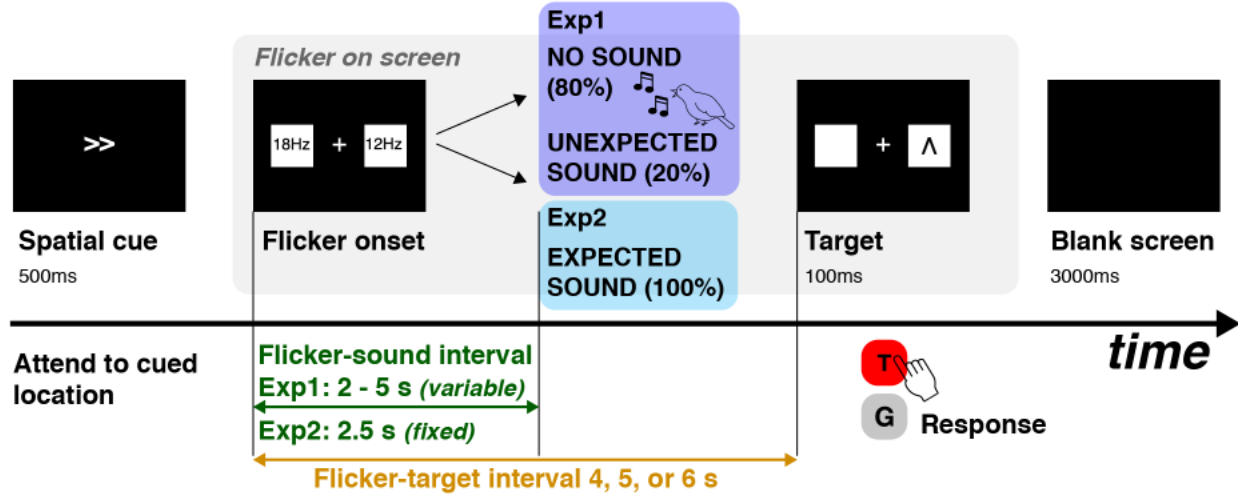 Exp1
Flicker on screen
NO SOUND
(80%)
>>
18Hz + 12Hz
UNEXPECTED
SOUND (20%)
+ Λ
Spatial cue
500ms
Flicker onset
Exp2
EXPECTED
SOUND (100%)
Target
100ms
Blank screen
3000ms
time
Attend to cued
location
Flicker-sound interval
Exp1: 2 - 5 s (variable)
Exp2: 2.5 s (fixed)
T
G
Response
Flicker-target interval 4, 5, or 6 s